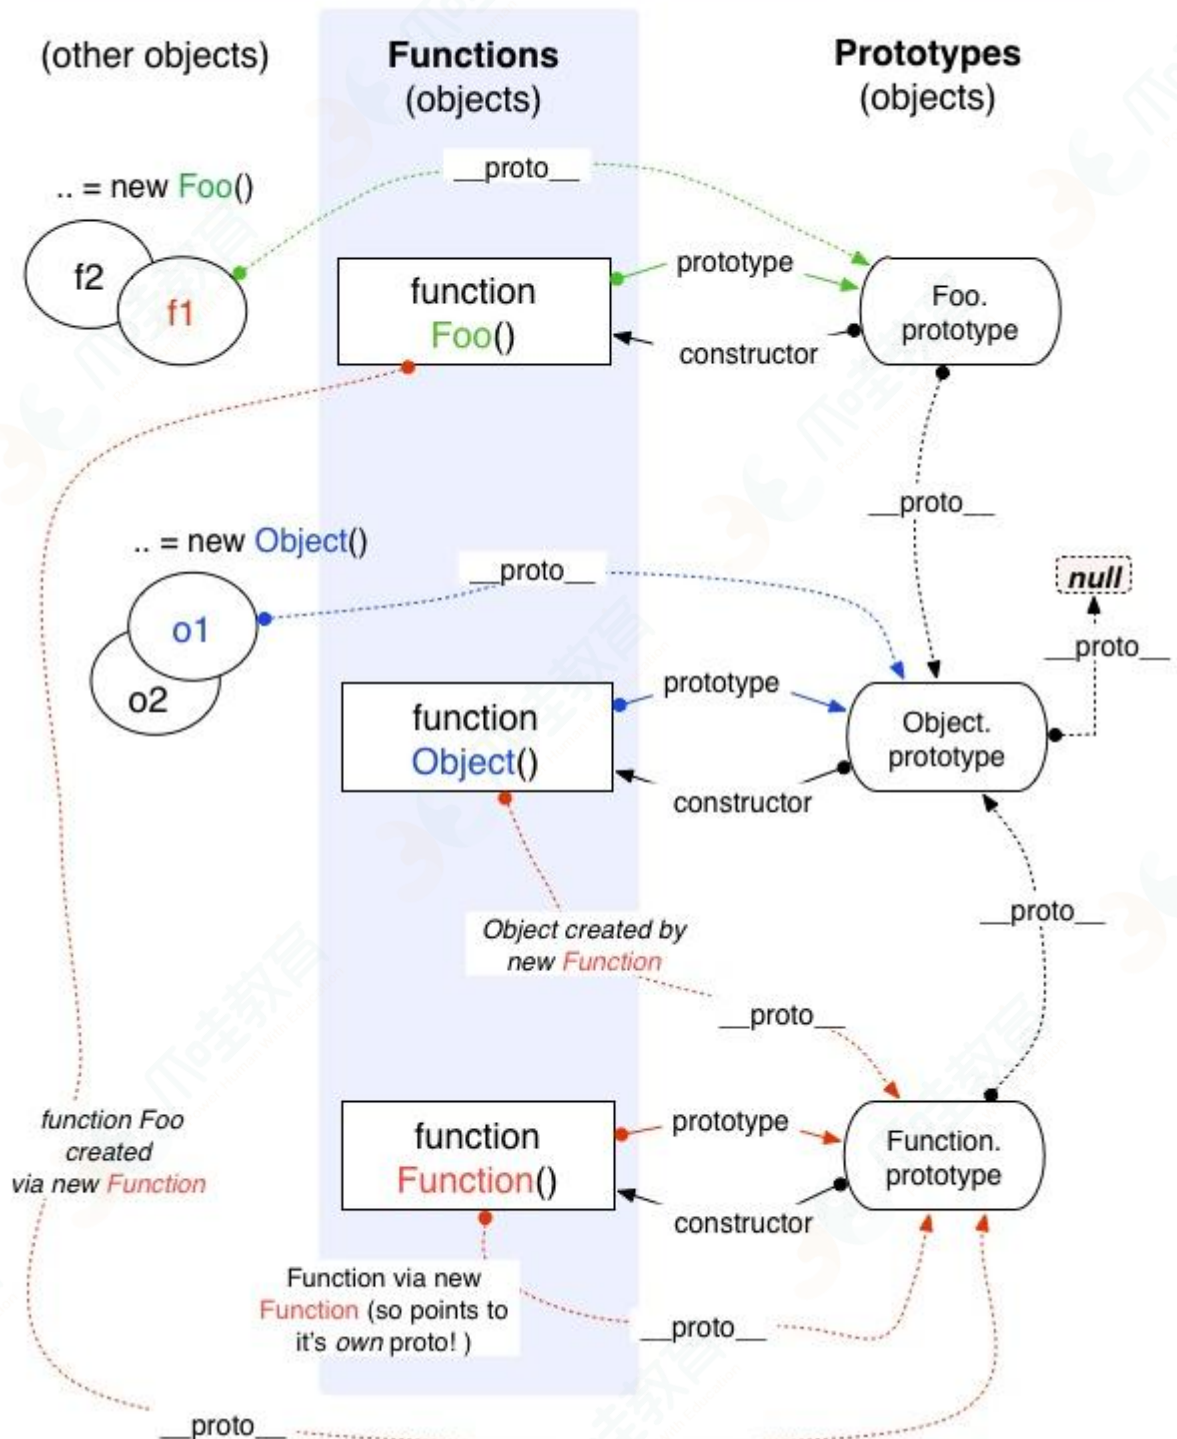 (other objects)
Functions
(objects)
Prototypes
(objects)
__proto__
.. = new Foo()
f2
f1
function
Foo()
prototype
constructor
Foo.
prototype
__proto__
.. = new Object()
__proto__
null
__proto__
o1
o2
function
Object()
prototype
constructor
Object.
prototype
__proto__
Object created by
new Function
__proto__
function Foo
created
via new Function
function
Function()
prototype
constructor
Function.
prototype
Function via new
Function (so points to
it's own proto! )
__proto__
__proto__